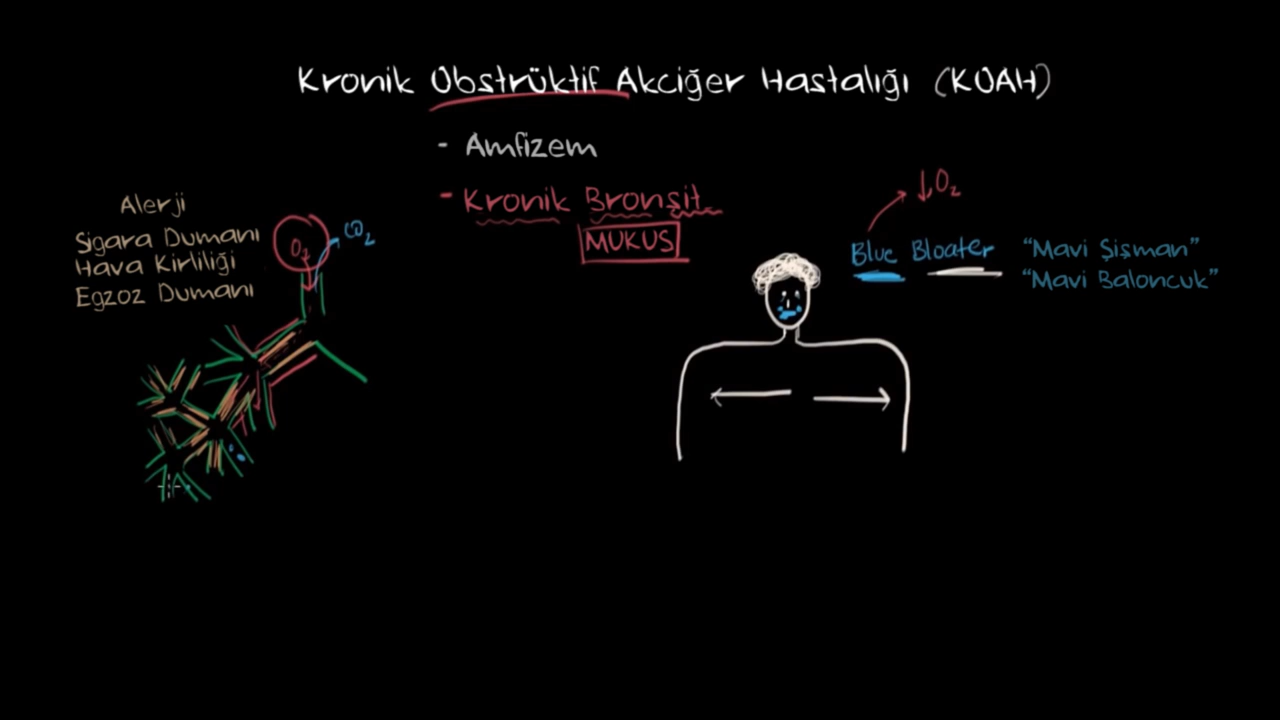 Kronik Obstrüktif Akciğer Hastalığı (KOAH)
- Amfizem
- Kronik Bronşit
MUKUS
Alerji
Sigara Dumanı
Hava Kirliliği
Egzoz Dumanı
O₂
CO₂
↓O₂
Blue Bloater "Mavi Şişman"
"Mavi Baloncuk"